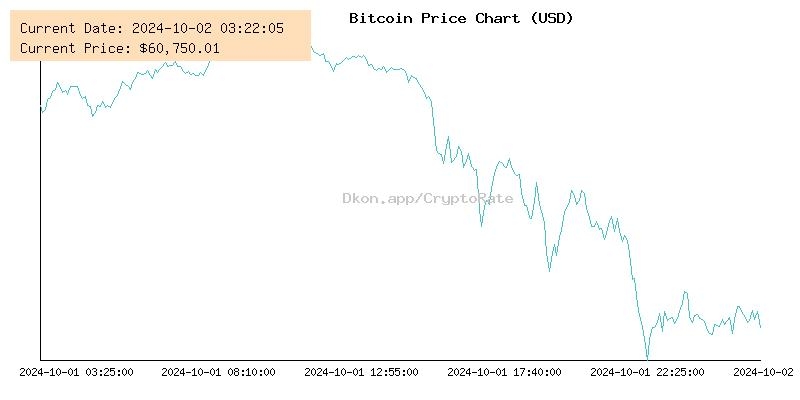 Bitcoin Price Chart (USD)
Current Date: 2024-10-02 03:22:05
Current Price: $60,750.01
Dkon.app/CryptoRate
2024-10-01 03:25:00 2024-10-01 08:10:00 2024-10-01 12:55:00 2024-10-01 17:40:00 2024-10-01 22:25:00 2024-10-02